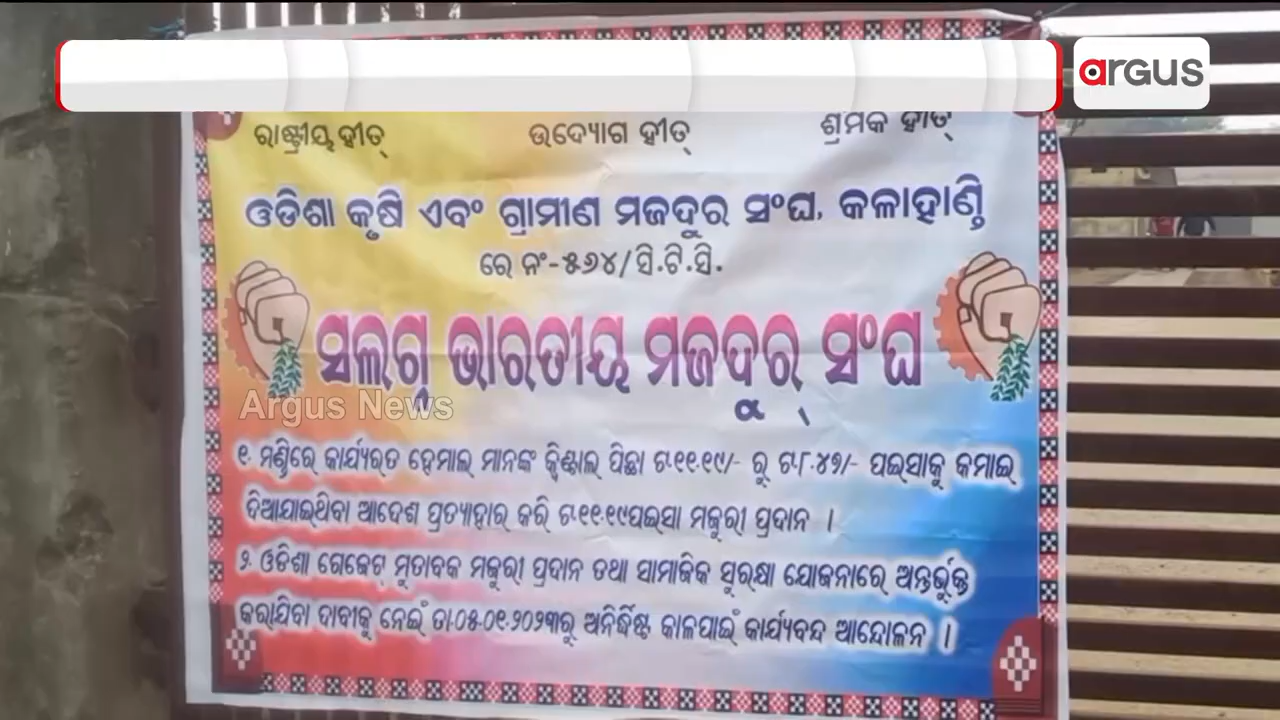 argus
ରାଷ୍ଟ୍ରୀୟ ହୀତ୍ ଉଦ୍ୟୋଗ ହୀତ୍ ଶ୍ରମିକ ହୀତ୍
ଓଡିଶା କୃଷି ଏବଂ ଗ୍ରାମୀଣ ମଜଦୁର ସଂଘ, କଳାହାଣ୍ଡି
ରେ ନଂ-୫୬୪/ସି.ଟି.ସି.
ସଲଗ୍ନ ଭାରତୀୟ ମଜଦୁର୍ ସଂଘ
Argus News
୧. ମଣ୍ଡିରେ କାର୍ଯ୍ୟରତ ହେମାଲ୍ ମାନଙ୍କ କ୍ୱିଣ୍ଟାଲ୍ ପିଛା ଟ.୧୧.୧୯/- ରୁ ଟ.୮.୪୭/- ପଇସାକୁ କମାଇ
ଦିଆଯାଇଥିବା ଆଦେଶ ପ୍ରତ୍ୟାହାର୍ କରି ଟ.୧୧.୧୯ପଇସା ମଜୁରୀ ପ୍ରଦାନ ।
୨. ଓଡିଶା ଗେଜେଟ୍ ମୁତାବକ ମଜୁରୀ ପ୍ରଦାନ ତଥା ସାମାଜିକ ସୁରକ୍ଷା ଯୋଜନାରେ ଅନ୍ତର୍ଭୁକ୍ତ
କରାଯିବା ଦାବୀକୁ ନେଇଁ ତା.୦୫.୦୧.୨୦୨୩ରୁ ଅନିର୍ଦ୍ଧିଷ୍ଟ କାଳପାଇଁ କାର୍ଯ୍ୟବନ୍ଦ ଆନ୍ଦୋଳନ ।